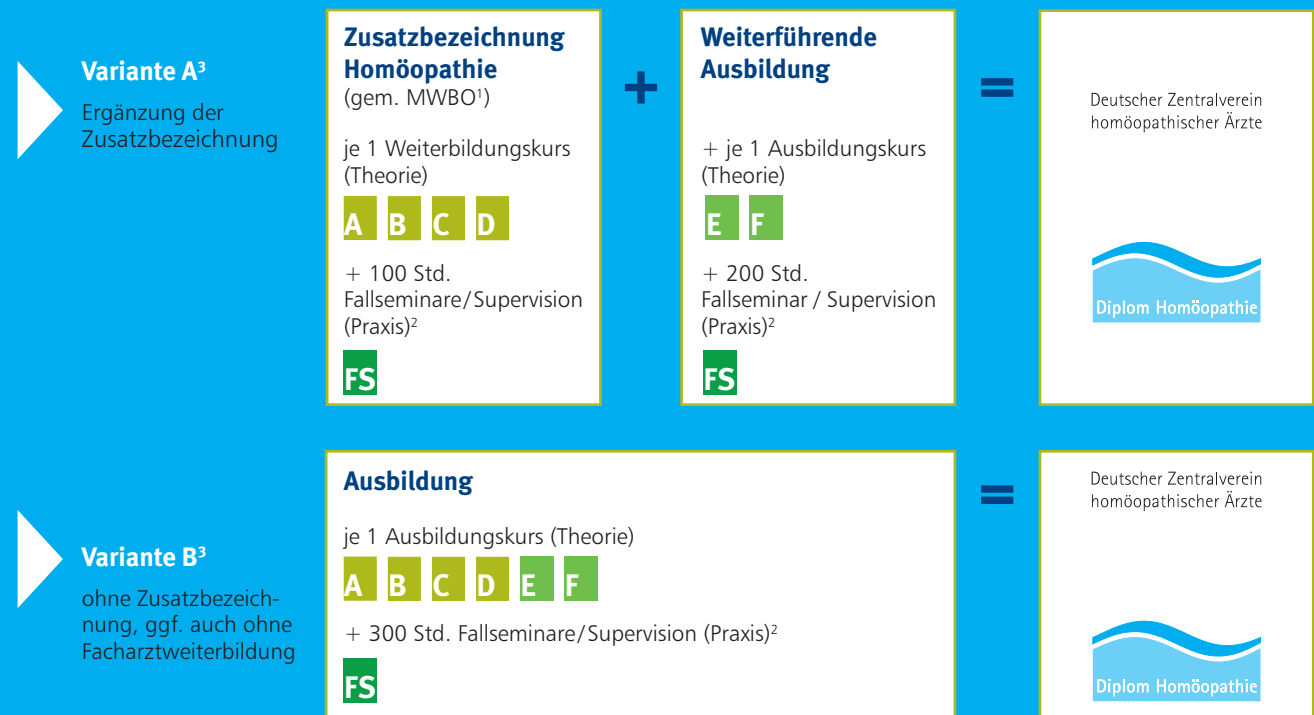 Variante A³
Ergänzung der
Zusatzbezeichnung
Zusatzbezeichnung
Homöopathie
(gem. MWBO¹)
je 1 Weiterbildungskurs
(Theorie)
A B C D
+ 100 Std.
Fallseminare/Supervision
(Praxis)²
FS
+
Weiterführende
Ausbildung
+ je 1 Ausbildungskurs
(Theorie)
E F
+ 200 Std.
Fallseminar / Supervision
(Praxis)²
FS
=
Deutscher Zentralverein
homöopathischer Ärzte
Diplom Homöopathie
Variante B³
ohne Zusatzbezeich-
nung, ggf. auch ohne
Facharztweiterbildung
Ausbildung
je 1 Ausbildungskurs (Theorie)
A B C D E F
+ 300 Std. Fallseminare/Supervision (Praxis)²
FS
=
Deutscher Zentralverein
homöopathischer Ärzte
Diplom Homöopathie